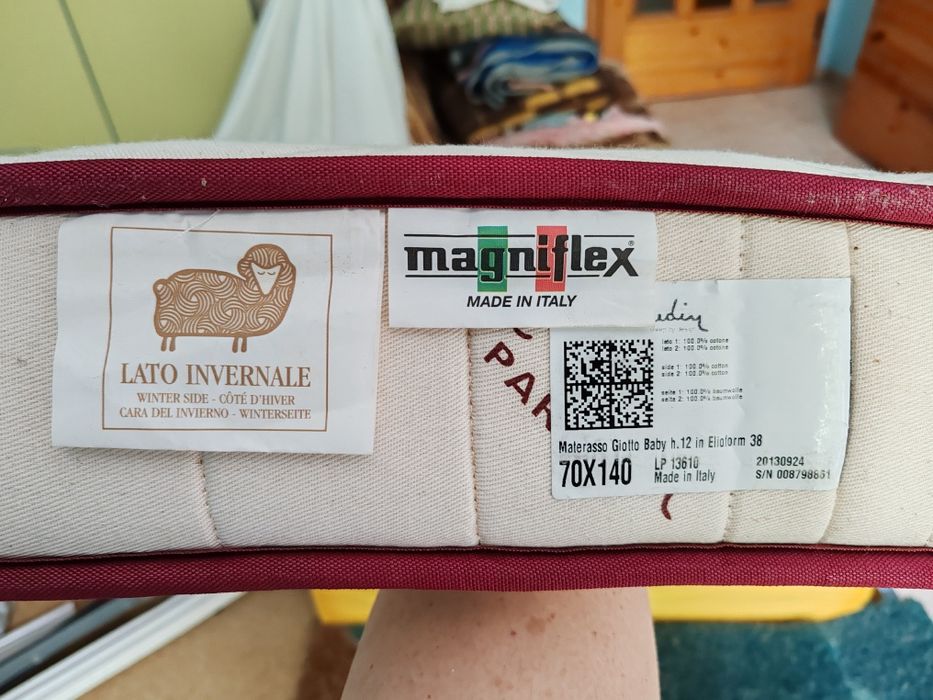 LATO INVERNALE
WINTER SIDE - CÔTÉ D'HIVER
CARA DEL INVIERNO - WINTERSEITE
magniflex®
MADE IN ITALY
PAR
lato 1: 100.0% cotone
lato 2: 100.0% cotone
side 1: 100.0% cotton
side 2: 100.0% cotton
seite 1: 100.0% baumwolle
seite 2: 100.0% baumwolle
Materasso Giotto Baby h.12 in Elioform 38
70X140
LP 13610
Made in Italy
20130924
S/N 008798861